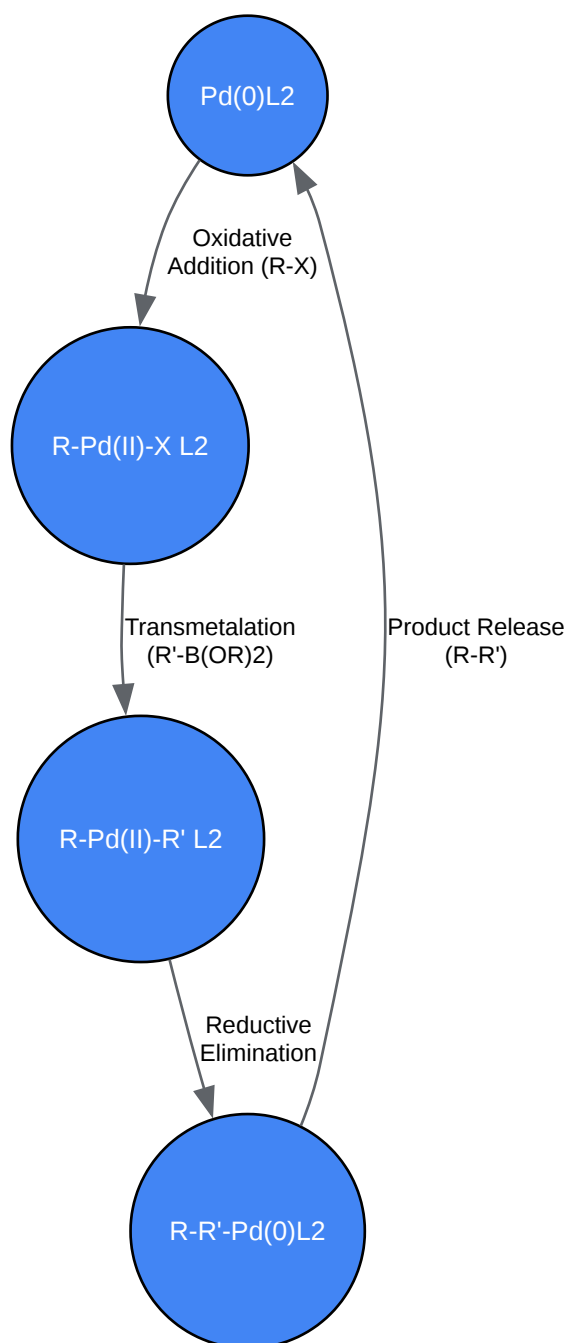 Pd(0)L2
Oxidative
Addition (R-X)
R-Pd(II)-X L2
Transmetalation
(R'-B(OR)2)
Product Release
(R-R')
R-Pd(II)-R' L2
Reductive
Elimination
R-R'-Pd(0)L2